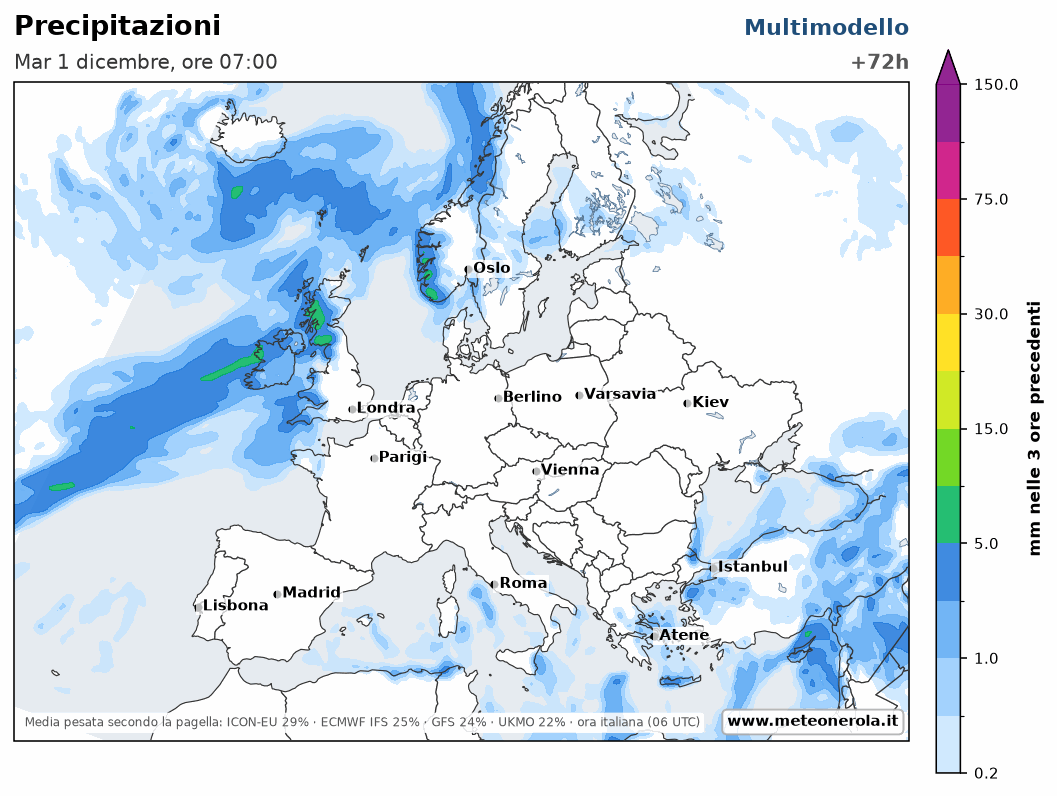 Precipitazioni
Multimodello
Mar 1 dicembre, ore 07:00
+72h
150.0
75.0
30.0
15.0
5.0
1.0
0.2
mm nelle 3 ore precedenti
Oslo
Berlino
Varsavia
Kiev
Londra
Parigi
Vienna
Istanbul
Roma
Madrid
Lisbona
Atene
Media pesata secondo la pagella: ICON-EU 29% · ECMWF IFS 25% · GFS 24% · UKMO 22% · ora italiana (06 UTC)
www.meteonerola.it